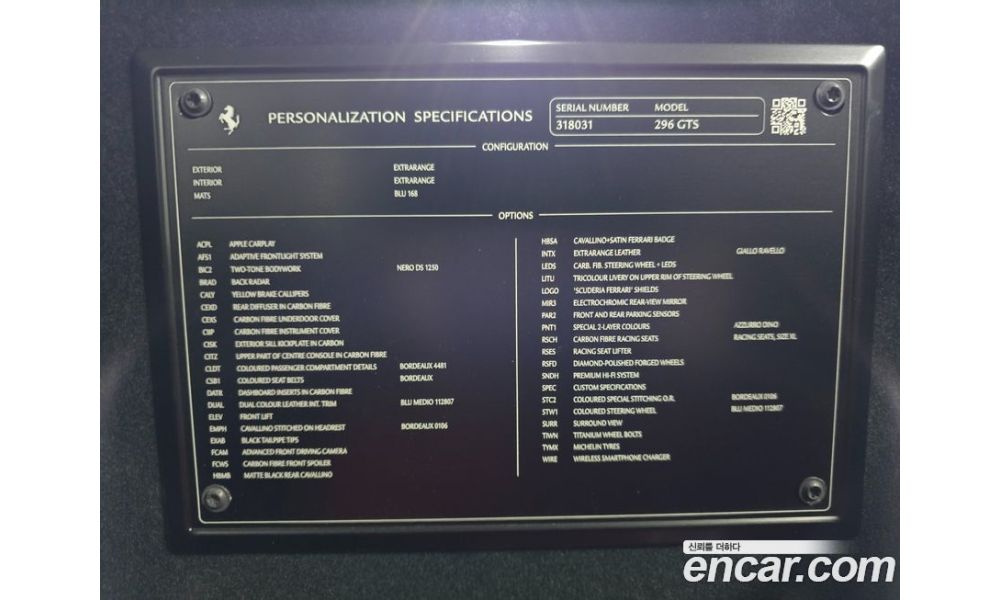 PERSONALIZATION SPECIFICATIONS
SERIAL NUMBER MODEL
318031 296 GTS
CONFIGURATION
EXTERIOR EXTRARANGE
INTERIOR EXTRARANGE
MATS BLU 168
OPTIONS
ACPL APPLE CARPLAY
AFS1 ADAPTIVE FRONTLIGHT SYSTEM
BIC2 TWO-TONE BODYWORK NERO DS 1250
BRAD BACK RADAR
CALY YELLOW BRAKE CALLIPERS
CEXD REAR DIFFUSER IN CARBON FIBRE
CEXS CARBON FIBRE UNDERDOOR COVER
CIIP CARBON FIBRE INSTRUMENT COVER
CISK EXTERIOR SILL KICKPLATE IN CARBON
CITZ UPPER PART OF CENTRE CONSOLE IN CARBON FIBRE
CLDT COLOURED PASSENGER COMPARTMENT DETAILS BORDEAUX 4481
CSB1 COLOURED SEAT BELTS BORDEAUX
DATR DASHBOARD INSERTS IN CARBON FIBRE
DUAL DUAL COLOUR LEATHER INT. TRIM BLU MEDIO 112807
ELEV FRONT LIFT
EMPH CAVALLINO STITCHED ON HEADREST BORDEAUX 0106
EXAB BLACK TAILPIPE TIPS
FCAM ADVANCED FRONT DRIVING CAMERA
FCWS CARBON FIBRE FRONT SPOILER
HBMB MATTE BLACK REAR CAVALLINO
HBSA CAVALLINO+SATIN FERRARI BADGE
INTX EXTRARANGE LEATHER GIALLO RAVELLO
LEDS CARB. FIB. STEERING WHEEL + LEDS
LITU TRICOLOUR LIVERY ON UPPER RIM OF STEERING WHEEL
LOGO 'SCUDERIA FERRARI' SHIELDS
MIR3 ELECTROCHROMIC REAR-VIEW MIRROR
PAR2 FRONT AND REAR PARKING SENSORS
PNT1 SPECIAL 2-LAYER COLOURS AZZURRO DINO
RSCH CARBON FIBRE RACING SEATS RACING SEATS, SIZE XL
RSES RACING SEAT LIFTER
RSFD DIAMOND-POLISHED FORGED WHEELS
SNDH PREMIUM HI-FI SYSTEM
SPEC CUSTOM SPECIFICATIONS
STC2 COLOURED SPECIAL STITCHING O.R. BORDEAUX 0106
STW1 COLOURED STEERING WHEEL BLU MEDIO 112807
SURR SURROUND VIEW
TIWN TITANIUM WHEEL BOLTS
TYMX MICHELIN TYRES
WIRE WIRELESS SMARTPHONE CHARGER
신뢰를 더하다
encar.com